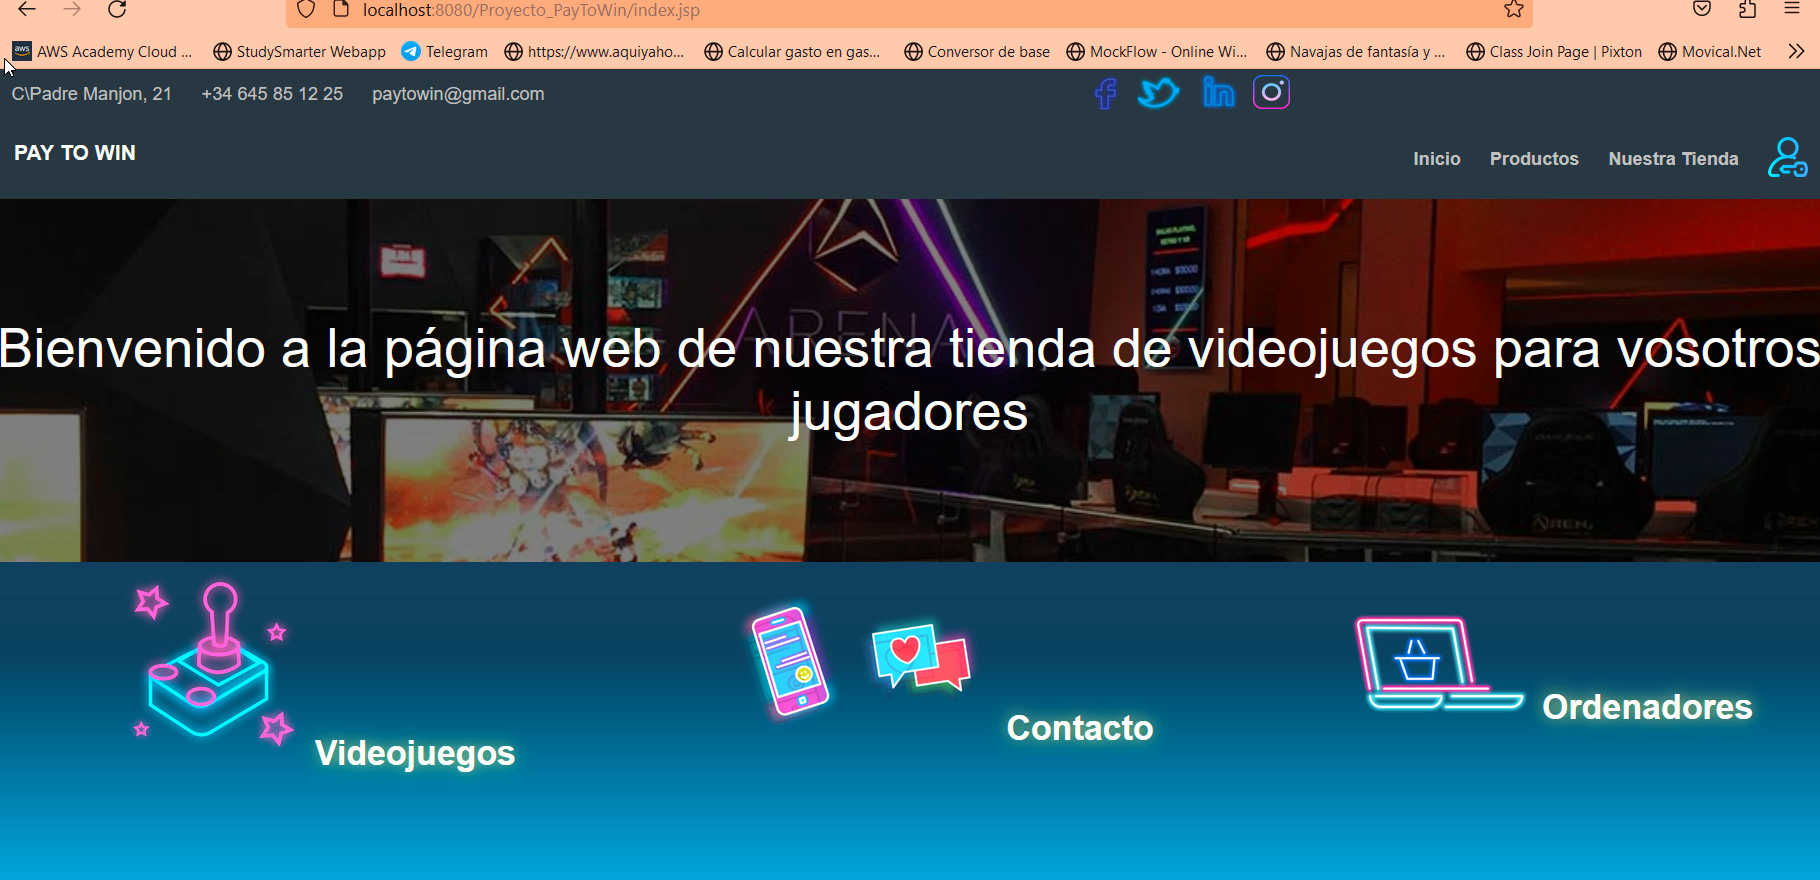 localhost:8080/Proyecto_PayToWin/index.jsp
aws AWS Academy Cloud ... StudySmarter Webapp Telegram https://www.aquiyaho... Calcular gasto en gas... Conversor de base MockFlow - Online Wi... Navajas de fantasía y ... Class Join Page | Pixton Movical.Net
C\Padre Manjon, 21 +34 645 85 12 25 paytowin@gmail.com
PAY TO WIN
Inicio Productos Nuestra Tienda
ARENA
Bienvenido a la página web de nuestra tienda de videojuegos para vosotros
jugadores
Videojuegos
Contacto
Ordenadores